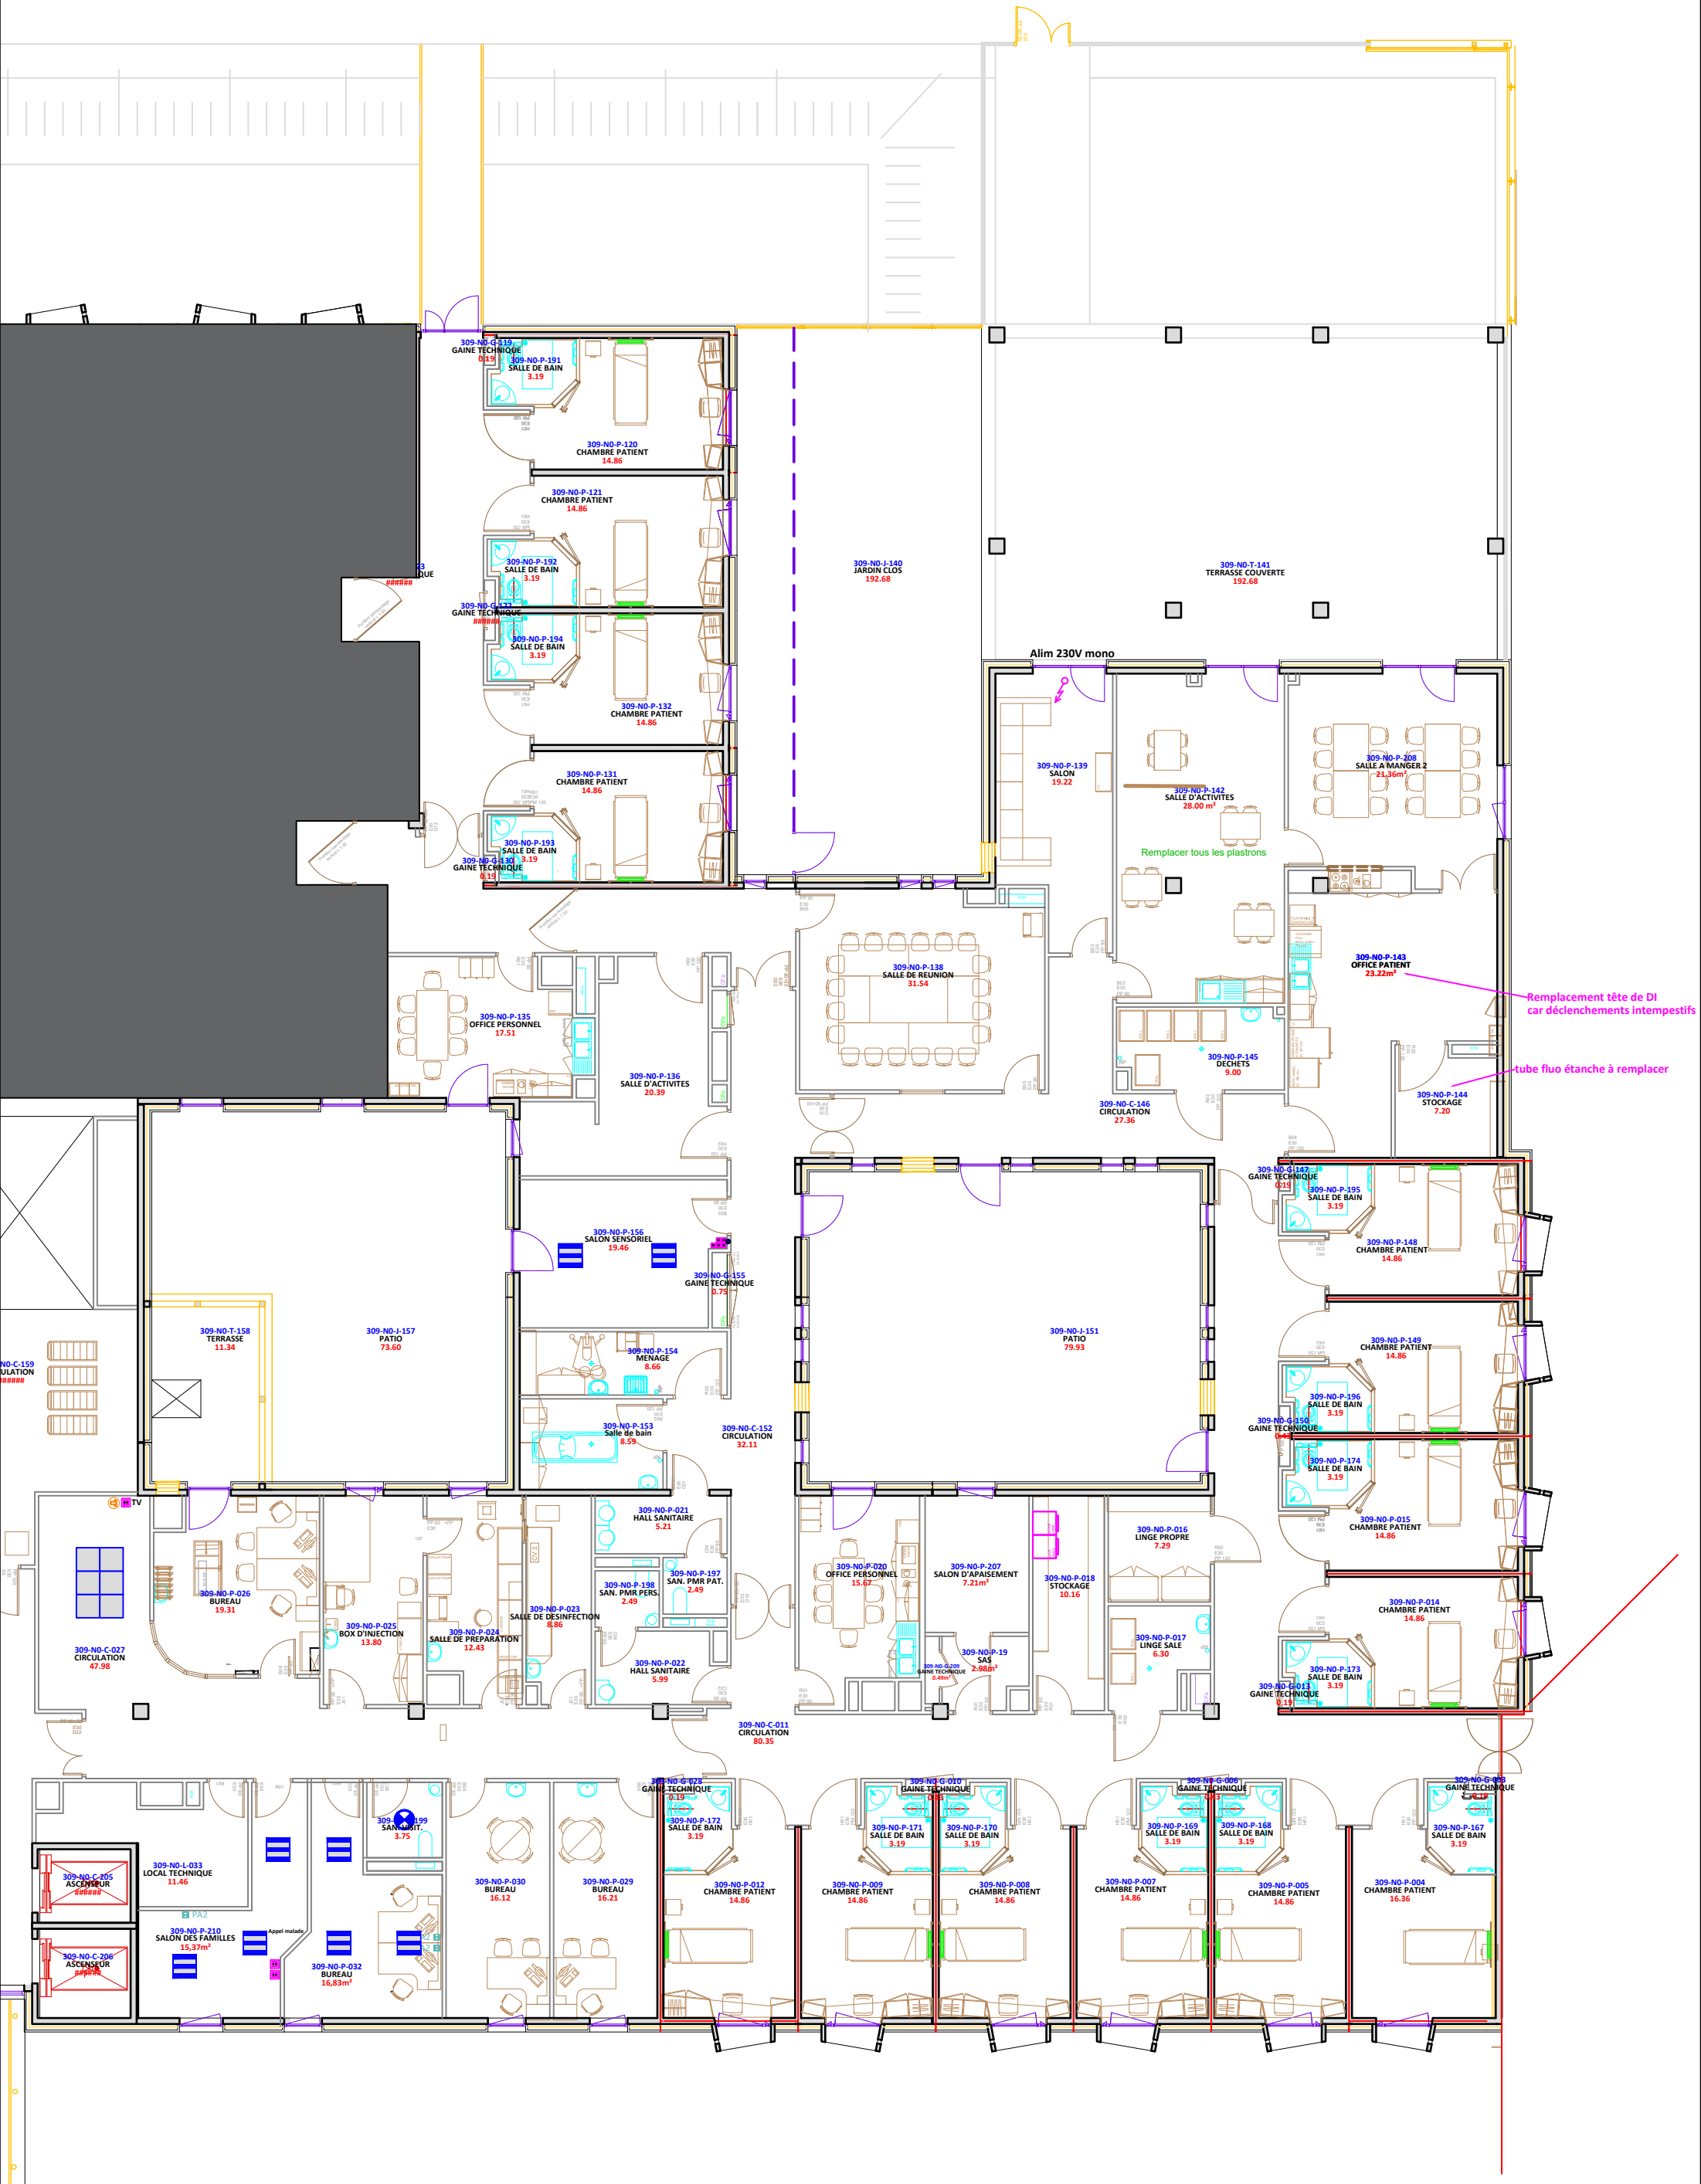 309-N0-G-119
GAINE TECHNIQUE
0.19
309-N0-P-191
SALLE DE BAIN
3.19
309-N0-P-120
CHAMBRE PATIENT
14.86
309-N0-P-121
CHAMBRE PATIENT
14.86
309-N0-P-192
SALLE DE BAIN
3.19
######
309-N0-G-122
GAINE TECHNIQUE
######
309-N0-P-194
SALLE DE BAIN
3.19
309-N0-P-132
CHAMBRE PATIENT
14.86
309-N0-P-131
CHAMBRE PATIENT
14.86
309-N0-P-193
SALLE DE BAIN
3.19
309-N0-G-130
GAINE TECHNIQUE
0.19
309-N0-J-140
JARDIN CLOS
192.68
309-N0-T-141
TERRASSE COUVERTE
192.68
Alim 230V mono
309-N0-P-139
SALON
19.22
309-N0-P-142
SALLE D'ACTIVITES
28.00 m²
309-N0-P-208
SALLE A MANGER 2
21,36m²
Remplacer tous les plastrons
309-N0-P-138
SALLE DE REUNION
31.54
309-N0-P-143
OFFICE PATIENT
23.22m²
Remplacement tête de DI
car déclenchements intempestifs
309-N0-P-135
OFFICE PERSONNEL
17.51
309-N0-P-136
SALLE D'ACTIVITES
20.39
309-N0-P-145
DECHETS
9.00
tube fluo étanche à remplacer
309-N0-P-144
STOCKAGE
7.20
309-N0-C-146
CIRCULATION
27.36
309-N0-G-147
GAINE TECHNIQUE
0.19
309-N0-P-195
SALLE DE BAIN
3.19
309-N0-P-148
CHAMBRE PATIENT
14.86
309-N0-P-156
SALON SENSORIEL
19.46
309-N0-G-155
GAINE TECHNIQUE
0.75
309-N0-T-158
TERRASSE
11.34
309-N0-J-157
PATIO
73.60
309-N0-J-151
PATIO
79.93
309-N0-P-149
CHAMBRE PATIENT
14.86
309-N0-P-154
MENAGE
8.66
N0-C-159
ULATION
######
309-N0-P-196
SALLE DE BAIN
3.19
309-N0-G-150
GAINE TECHNIQUE
309-N0-P-153
Salle de bain
8.59
309-N0-C-152
CIRCULATION
32.11
309-N0-P-174
SALLE DE BAIN
3.19
309-N0-P-015
CHAMBRE PATIENT
14.86
TV
309-N0-P-021
HALL SANITAIRE
5.21
309-N0-P-016
LINGE PROPRE
7.29
309-N0-P-026
BUREAU
19.31
309-N0-P-197
SAN. PMR PAT.
2.49
309-N0-P-198
SAN. PMR PERS.
2.49
309-N0-P-020
OFFICE PERSONNEL
15.67
309-N0-P-207
SALON D'APAISEMENT
7.21m²
309-N0-P-018
STOCKAGE
10.16
309-N0-P-014
CHAMBRE PATIENT
14.86
309-N0-P-025
BOX D'INJECTION
13.80
309-N0-P-024
SALLE DE PREPARATION
12.43
CV 2
309-N0-P-023
SALLE DE DESINFECTION
8.86
309-N0-P-017
LINGE SALE
6.30
309-N0-C-027
CIRCULATION
47.98
309-N0-P-022
HALL SANITAIRE
5.99
309-N0-G-209
GAINE TECHNIQUE
0.45m²
309-N0-P-19
SAS
2.98m²
309-N0-P-173
SALLE DE BAIN
3.19
309-N0-G-013
GAINE TECHNIQUE
0.19
309-N0-C-011
CIRCULATION
80.35
309-N0-G-028
GAINE TECHNIQUE
0.19
309-N0-G-010
GAINE TECHNIQUE
309-N0-G-006
GAINE TECHNIQUE
309-N0-G-003
GAINE TECHNIQUE
199
SAN. VISIT.
3.75
309-N0-P-172
SALLE DE BAIN
3.19
309-N0-P-171
SALLE DE BAIN
3.19
309-N0-P-170
SALLE DE BAIN
3.19
309-N0-P-169
SALLE DE BAIN
3.19
309-N0-P-168
SALLE DE BAIN
3.19
309-N0-P-167
SALLE DE BAIN
3.19
309-N0-L-033
LOCAL TECHNIQUE
11.46
309-N0-C-205
ASCENSEUR
######
309-N0-P-030
BUREAU
16.12
309-N0-P-029
BUREAU
16.21
309-N0-P-012
CHAMBRE PATIENT
14.86
309-N0-P-009
CHAMBRE PATIENT
14.86
309-N0-P-008
CHAMBRE PATIENT
14.86
309-N0-P-007
CHAMBRE PATIENT
14.86
309-N0-P-005
CHAMBRE PATIENT
14.86
309-N0-P-004
CHAMBRE PATIENT
16.36
PA2
309-N0-P-210
SALON DES FAMILLES
15,37m²
Appel malade
309-N0-C-206
ASCENSEUR
######
309-N0-P-032
BUREAU
16,83m²